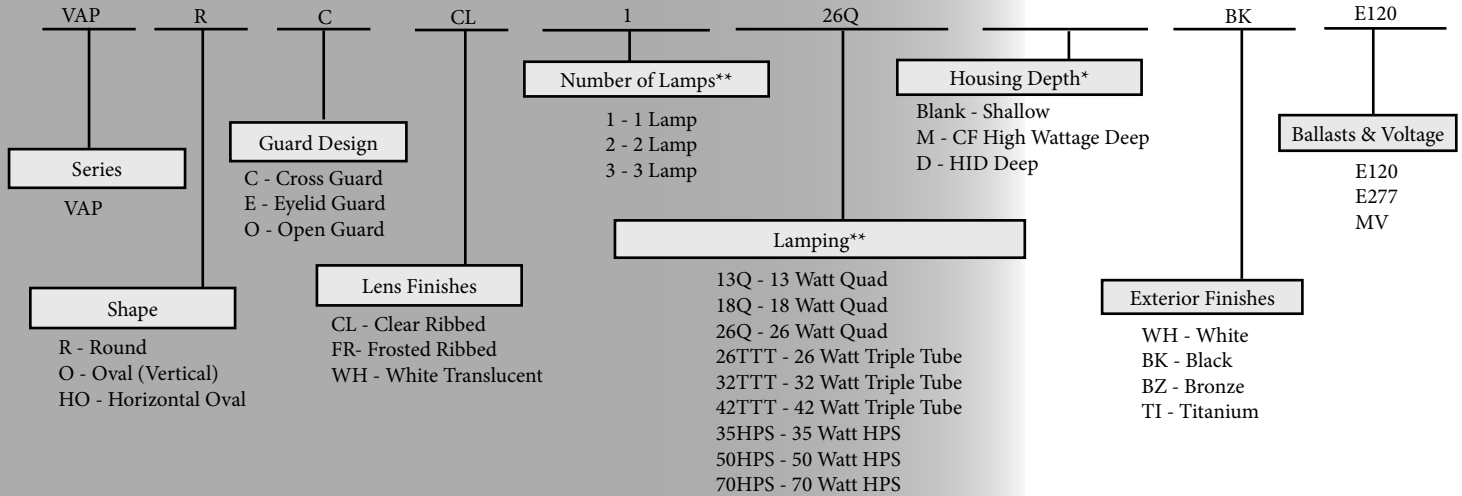 VAP R C CL 1 26Q BK E120
Number of Lamps**
1 - 1 Lamp
2 - 2 Lamp
3 - 3 Lamp
Housing Depth*
Blank - Shallow
M - CF High Wattage Deep
D - HID Deep
Ballasts & Voltage
E120
E277
MV
Guard Design
C - Cross Guard
E - Eyelid Guard
O - Open Guard
Series
VAP
Lamping**
13Q - 13 Watt Quad
18Q - 18 Watt Quad
26Q - 26 Watt Quad
26TTT - 26 Watt Triple Tube
32TTT - 32 Watt Triple Tube
42TTT - 42 Watt Triple Tube
35HPS - 35 Watt HPS
50HPS - 50 Watt HPS
70HPS - 70 Watt HPS
Lens Finishes
CL - Clear Ribbed
FR- Frosted Ribbed
WH - White Translucent
Exterior Finishes
WH - White
BK - Black
BZ - Bronze
TI - Titanium
Shape
R - Round
O - Oval (Vertical)
HO - Horizontal Oval